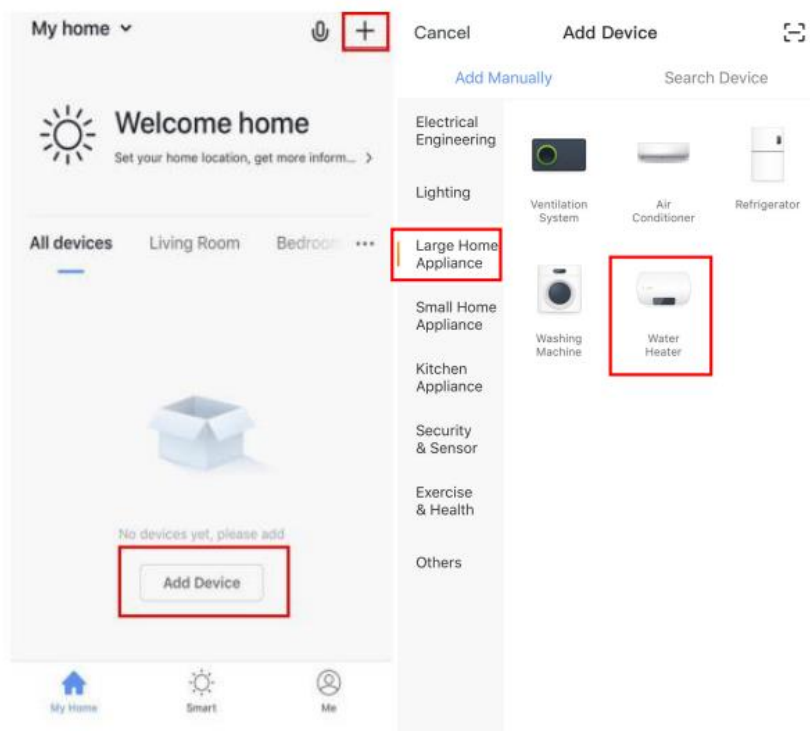 My home
Welcome home
Set your home location, get more inform...
All devices Living Room Bedroom
No devices yet, please add
Add Device
My Home Smart Me
Cancel Add Device
Add Manually Search Device
Electrical
Engineering
Lighting
Large Home
Appliance
Small Home
Appliance
Kitchen
Appliance
Security
& Sensor
Exercise
& Health
Others
Ventilation
System
Air
Conditioner
Refrigerator
Washing
Machine
Water
Heater